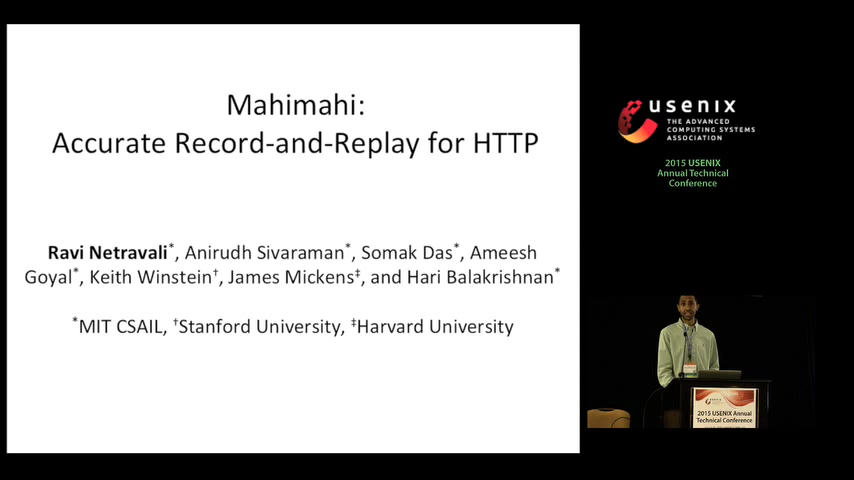 Mahimahi:
Accurate Record-and-Replay for HTTP
Ravi Netravali*, Anirudh Sivaraman*, Somak Das*, Ameesh
Goyal*, Keith Winstein†, James Mickens‡, and Hari Balakrishnan*
*MIT CSAIL, †Stanford University, ‡Harvard University
usenix
THE ADVANCED
COMPUTING SYSTEMS
ASSOCIATION
2015 USENIX
Annual Technical
Conference
2015 USENIX Annual
Technical Conference